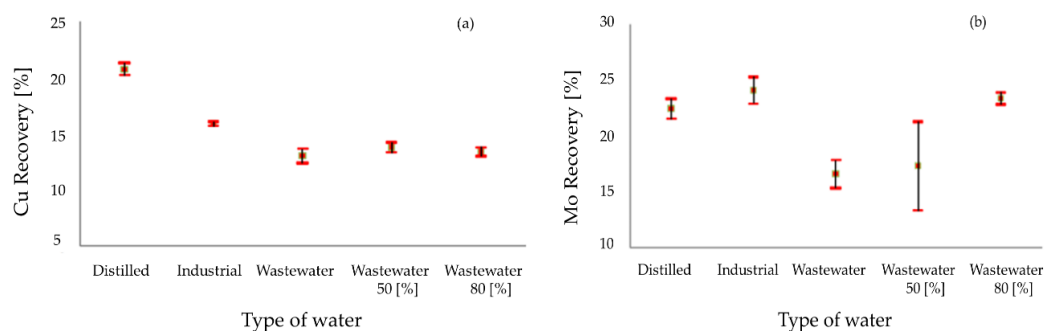 (a)
Cu Recovery [%]
25
20
15
10
5
Distilled
Industrial
Wastewater
Wastewater
50 [%]
Wastewater
80 [%]
Type of water
(b)
Mo Recovery [%]
30
25
20
15
10
Distilled
Industrial
Wastewater
Wastewater
50 [%]
Wastewater
80 [%]
Type of water